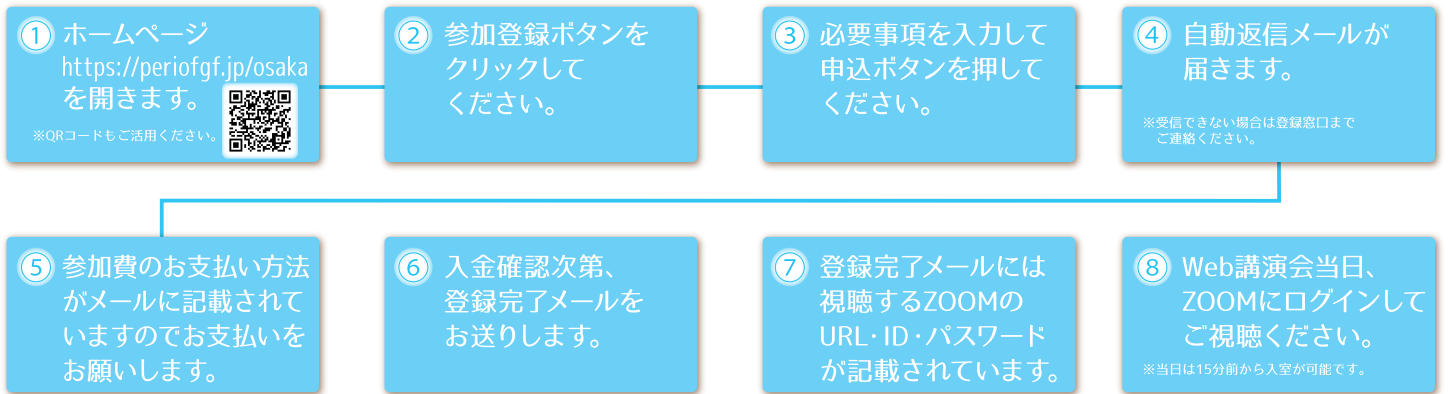 ① ホームページ
https://periofgf.jp/osaka
を開きます。
※QRコードもご活用ください。
② 参加登録ボタンを
クリックして
ください。
③ 必要事項を入力して
申込ボタンを押して
ください。
④ 自動返信メールが
届きます。
※受信できない場合は登録窓口まで
ご連絡ください。
⑤ 参加費のお支払い方法
がメールに記載されて
いますのでお支払いを
お願いします。
⑥ 入金確認次第、
登録完了メールを
お送りします。
⑦ 登録完了メールには
視聴するZOOMの
URL・ID・パスワード
が記載されています。
⑧ Web講演会当日、
ZOOMにログインして
ご視聴ください。
※当日は15分前から入室が可能です。